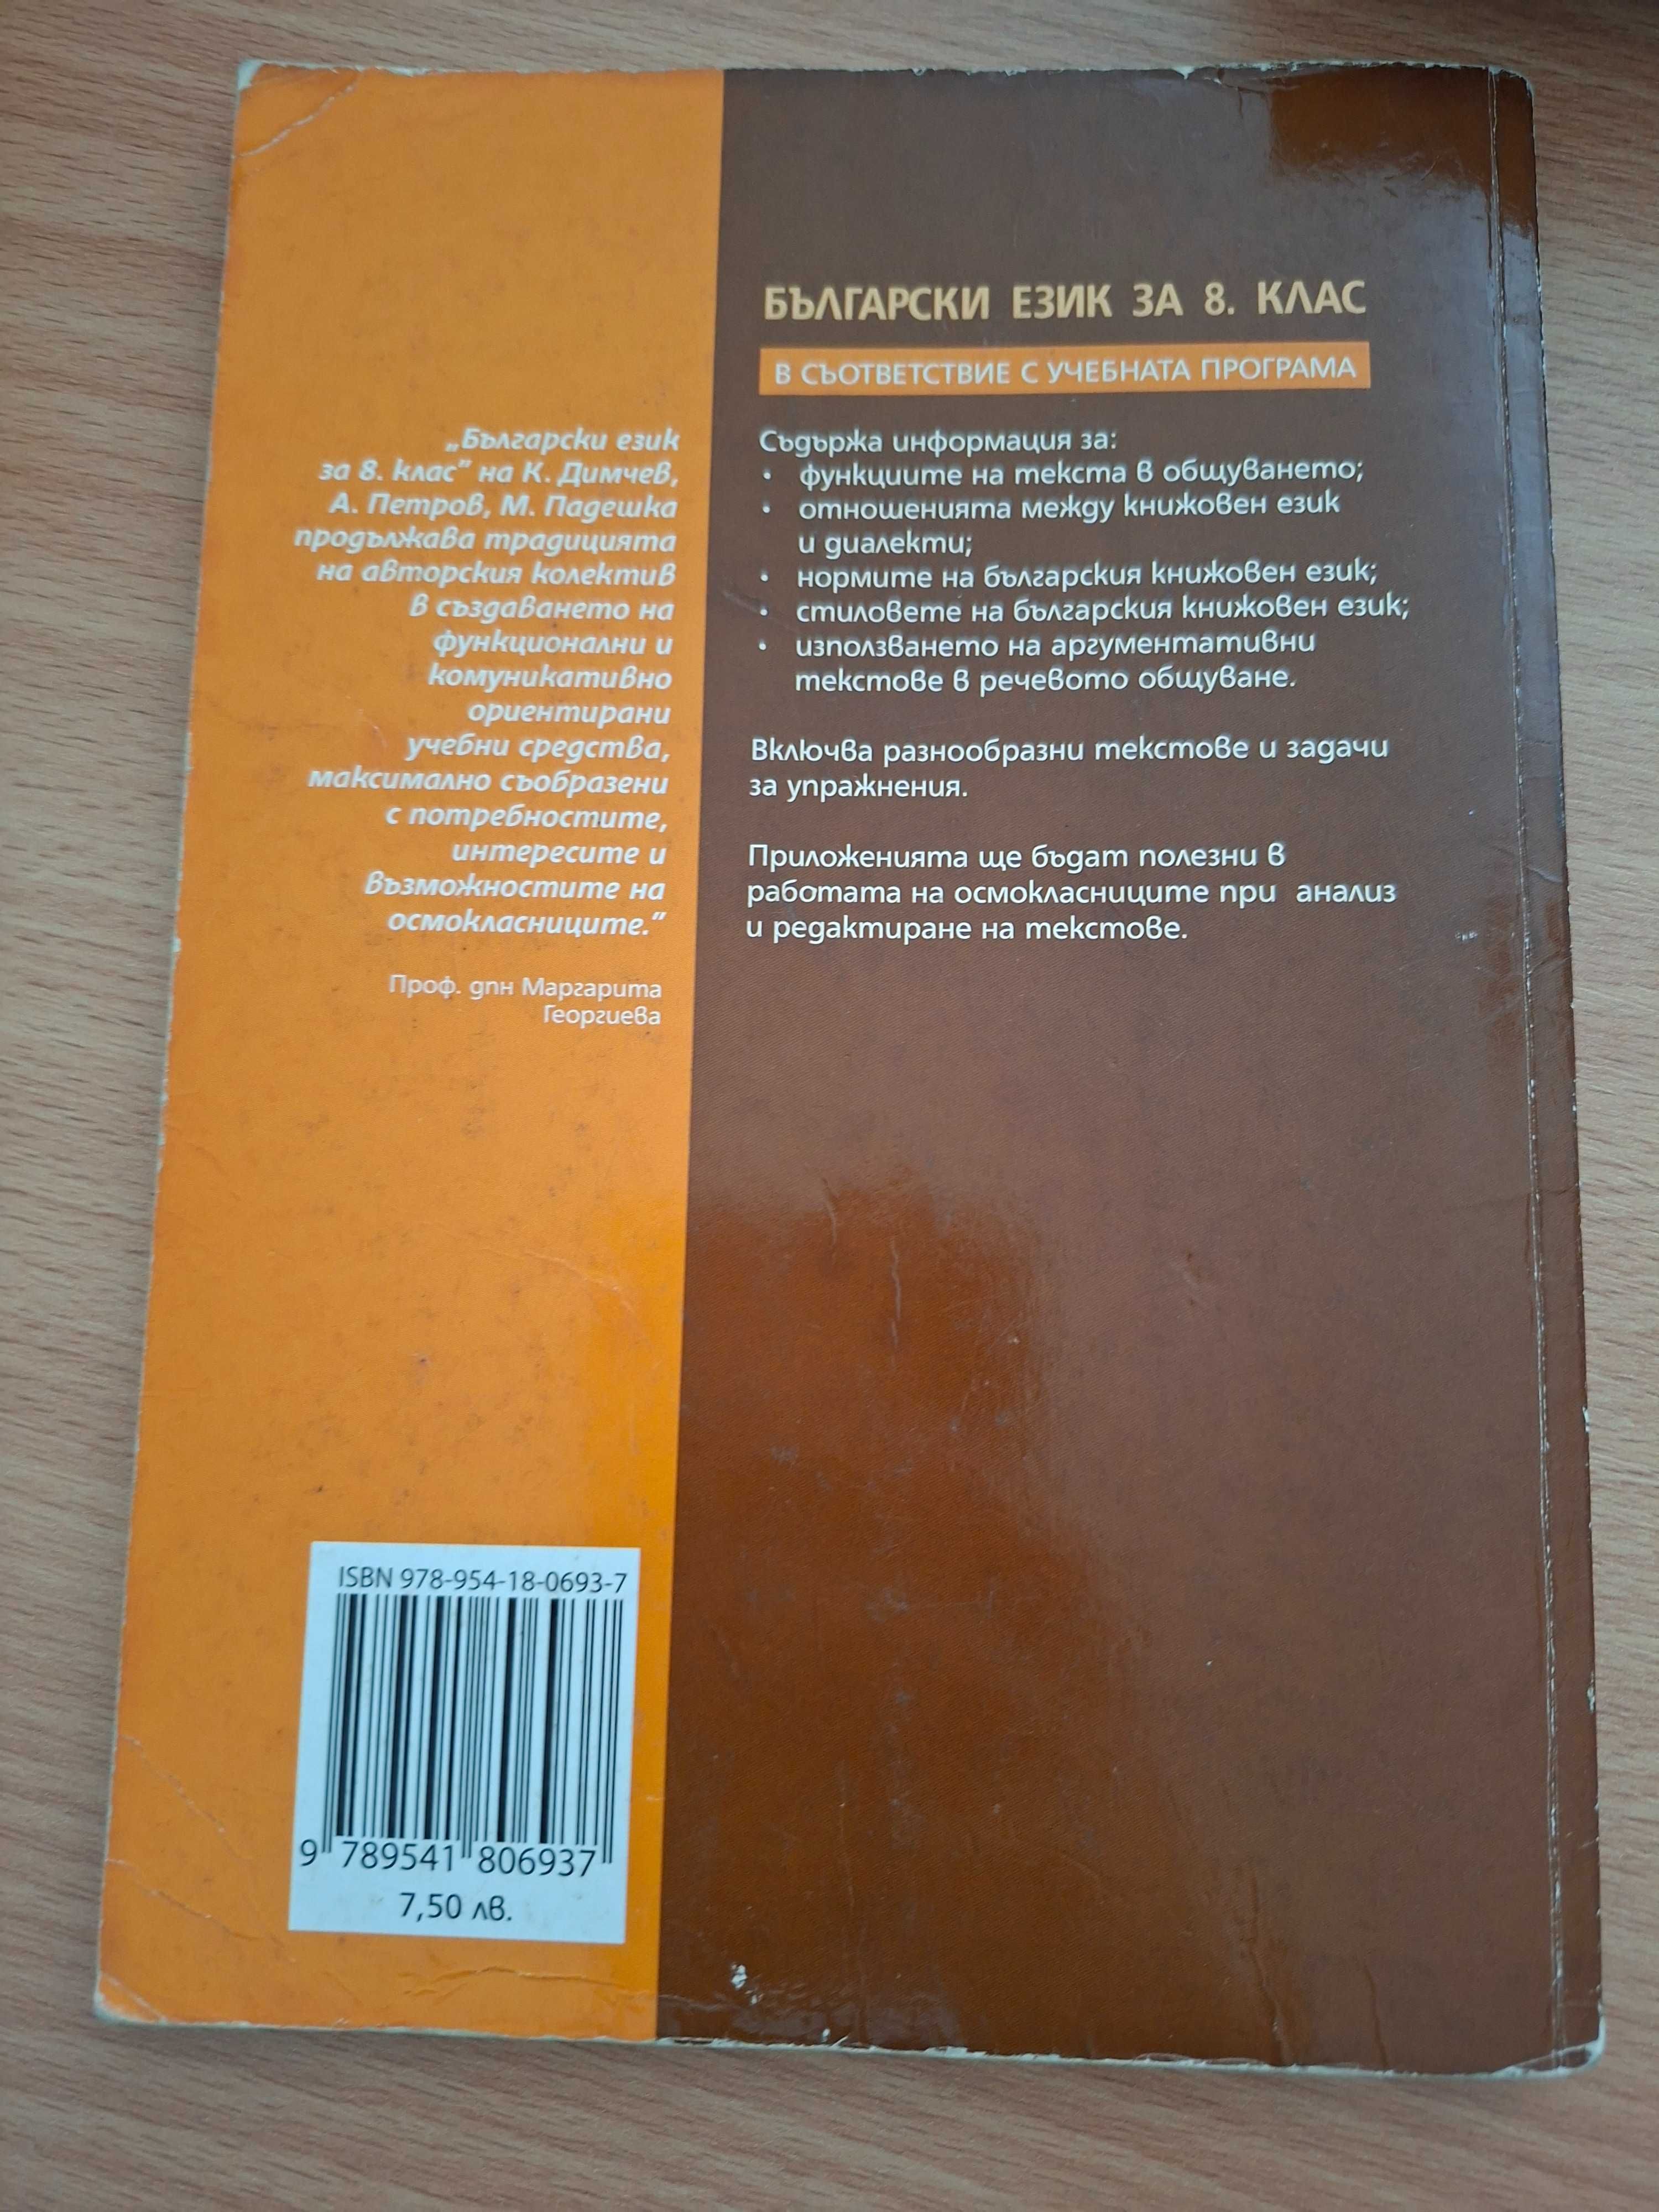 „Български език
за 8. клас” на К. Димчев,
А. Петров, М. Падешка
продължава традицията
на авторския колектив
в създаването на
функционални и
комуникативно
ориентирани
учебни средства,
максимално съобразени
с потребностите,
интересите и
възможностите на
осмокласниците.”
Проф. дпн Маргарита
Георгиева
БЪЛГАРСКИ ЕЗИК ЗА 8. КЛАС
В СЪОТВЕТСТВИЕ С УЧЕБНАТА ПРОГРАМА
Съдържа информация за:
• функциите на текста в общуването;
• отношенията между книжовен език
и диалекти;
• нормите на българския книжовен език;
• стиловете на българския книжовен език;
• използването на аргументативни
текстове в речевото общуване.
Включва разнообразни текстове и задачи
за упражнения.
Приложенията ще бъдат полезни в
работата на осмокласниците при анализ
и редактиране на текстове.
ISBN 978-954-18-0693-7
9 789541 806937
7,50 лв.